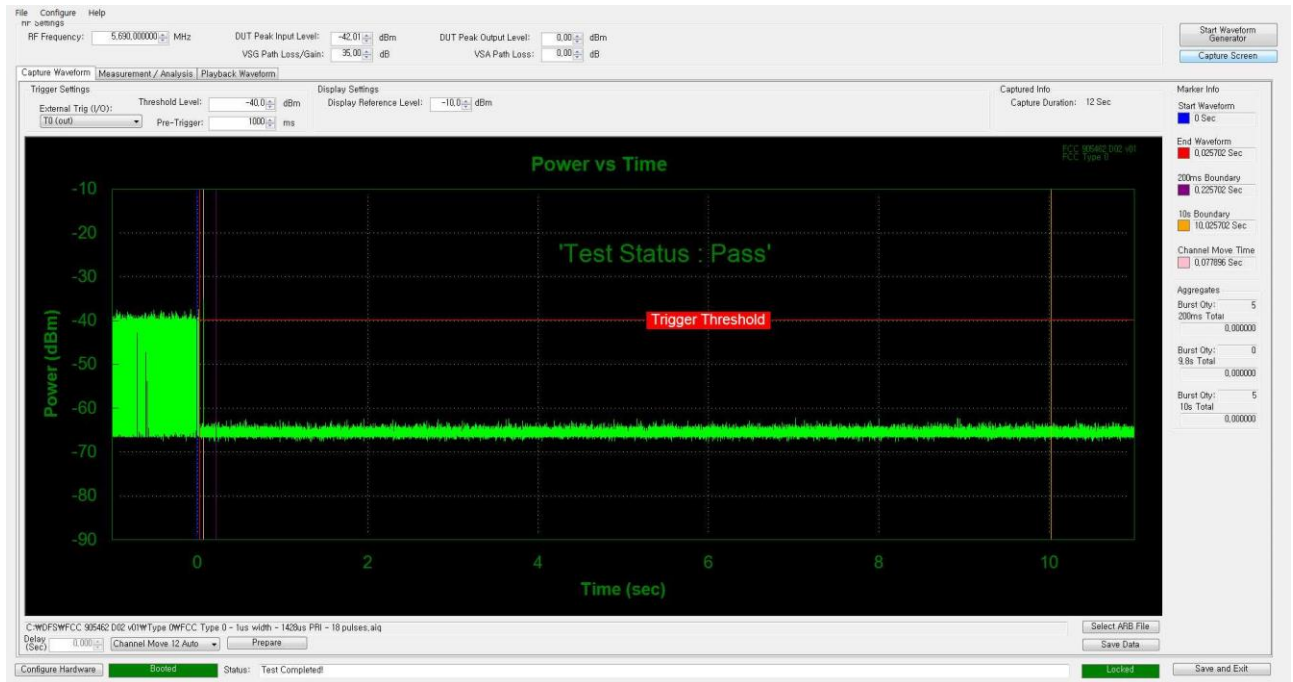 File Configure Help
RF Settings
RF Frequency: 5.690,000000 MHz DUT Peak Input Level: -42,01 dBm DUT Peak Output Level: 0,00 dBm
VSG Path Loss/Gain: 35,00 dB VSA Path Loss: 0,00 dB
Start Waveform
Generator
Capture Screen
Capture Waveform Measurement / Analysis Playback Waveform
Trigger Settings
External Trig (I/O):
T0 (out)
Threshold Level: -40,0 dBm
Pre-Trigger: 1000 ms
Display Settings
Display Reference Level: -10,0 dBm
Captured Info
Capture Duration: 12 Sec
FCC 905462 D02 v01
FCC Type 0
Power vs Time
'Test Status : Pass'
Trigger Threshold
Power (dBm)
-10
-20
-30
-40
-50
-60
-70
-80
-90
0 2 4 6 8 10
Time (sec)
Marker Info
Start Waveform
0 Sec
End Waveform
0,025702 Sec
200ms Boundary
0,225702 Sec
10s Boundary
10,025702 Sec
Channel Move Time
0,077896 Sec
Aggregates
Burst Qty: 5
200ms Total
0,000000
Burst Qty: 0
9,8s Total
0,000000
Burst Qty: 5
10s Total
0,000000
C:₩DFS₩FCC 905462 D02 v01₩Type 0₩FCC Type 0 - 1us width - 1428us PRI - 18 pulses,aiq
Select ARB File
Delay
(Sec) 0,000 Channel Move 12 Auto Prepare
Save Data
Configure Hardware Booted Status: Test Completed! Locked Save and Exit